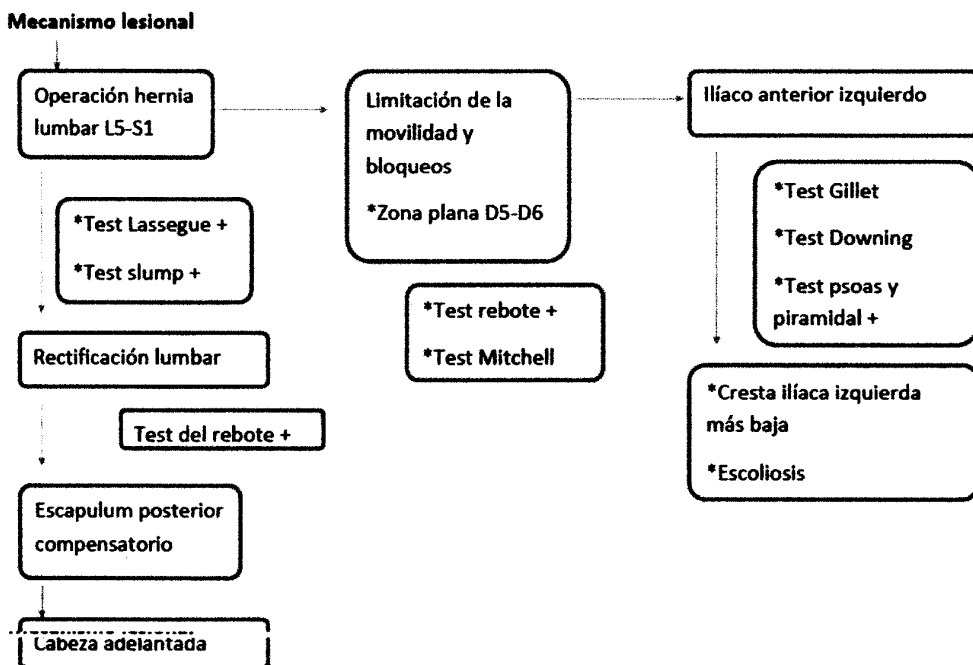 Mecanismo lesional
Operación hernia
lumbar L5-S1
Limitación de la
movilidad y
bloqueos
*Zona plana D5-D6
Ilíaco anterior izquierdo
*Test Lassegue +
*Test slump +
*Test Gillet
*Test Downing
*Test psoas y
piramidal +
*Test rebote +
*Test Mitchell
Rectificación lumbar
Test del rebote +
*Cresta ilíaca izquierda
más baja
*Escoliosis
Escapulum posterior
compensatorio
Cabeza adelantada